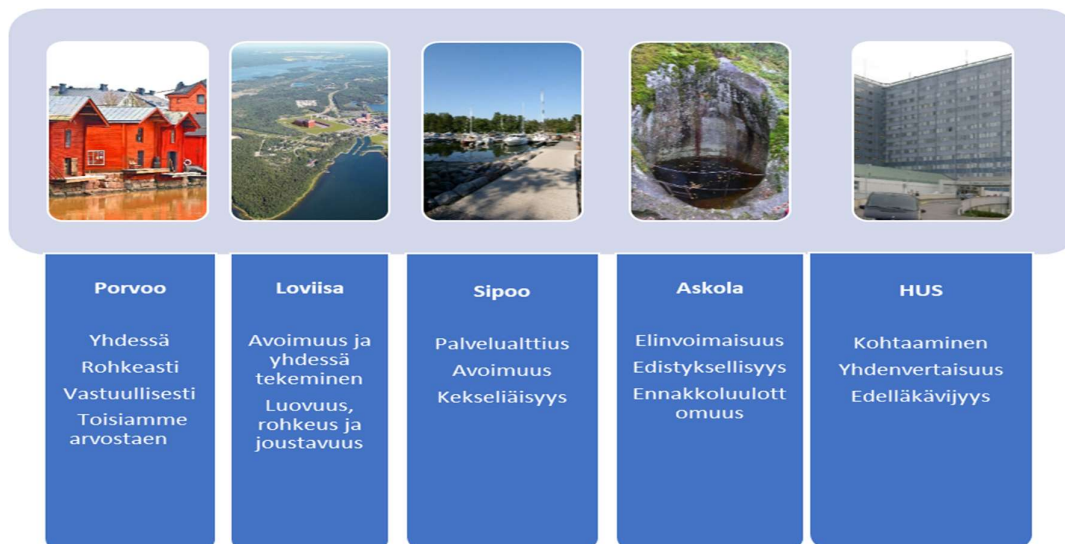 Porvoo
Yhdessä
Rohkeasti
Vastuullisesti
Toisiamme
arvostaen
Loviisa
Avoimuus ja
yhdessä
tekeminen
Luovuus,
rohkeus ja
joustavuus
Sipoo
Palvelualttius
Avoimuus
Kekseliäisyys
Askola
Elinvoimaisuus
Edistyksellisyys
Ennakkoluulott
omuus
HUS
Kohtaaminen
Yhdenvertaisuus
Edelläkävijyys